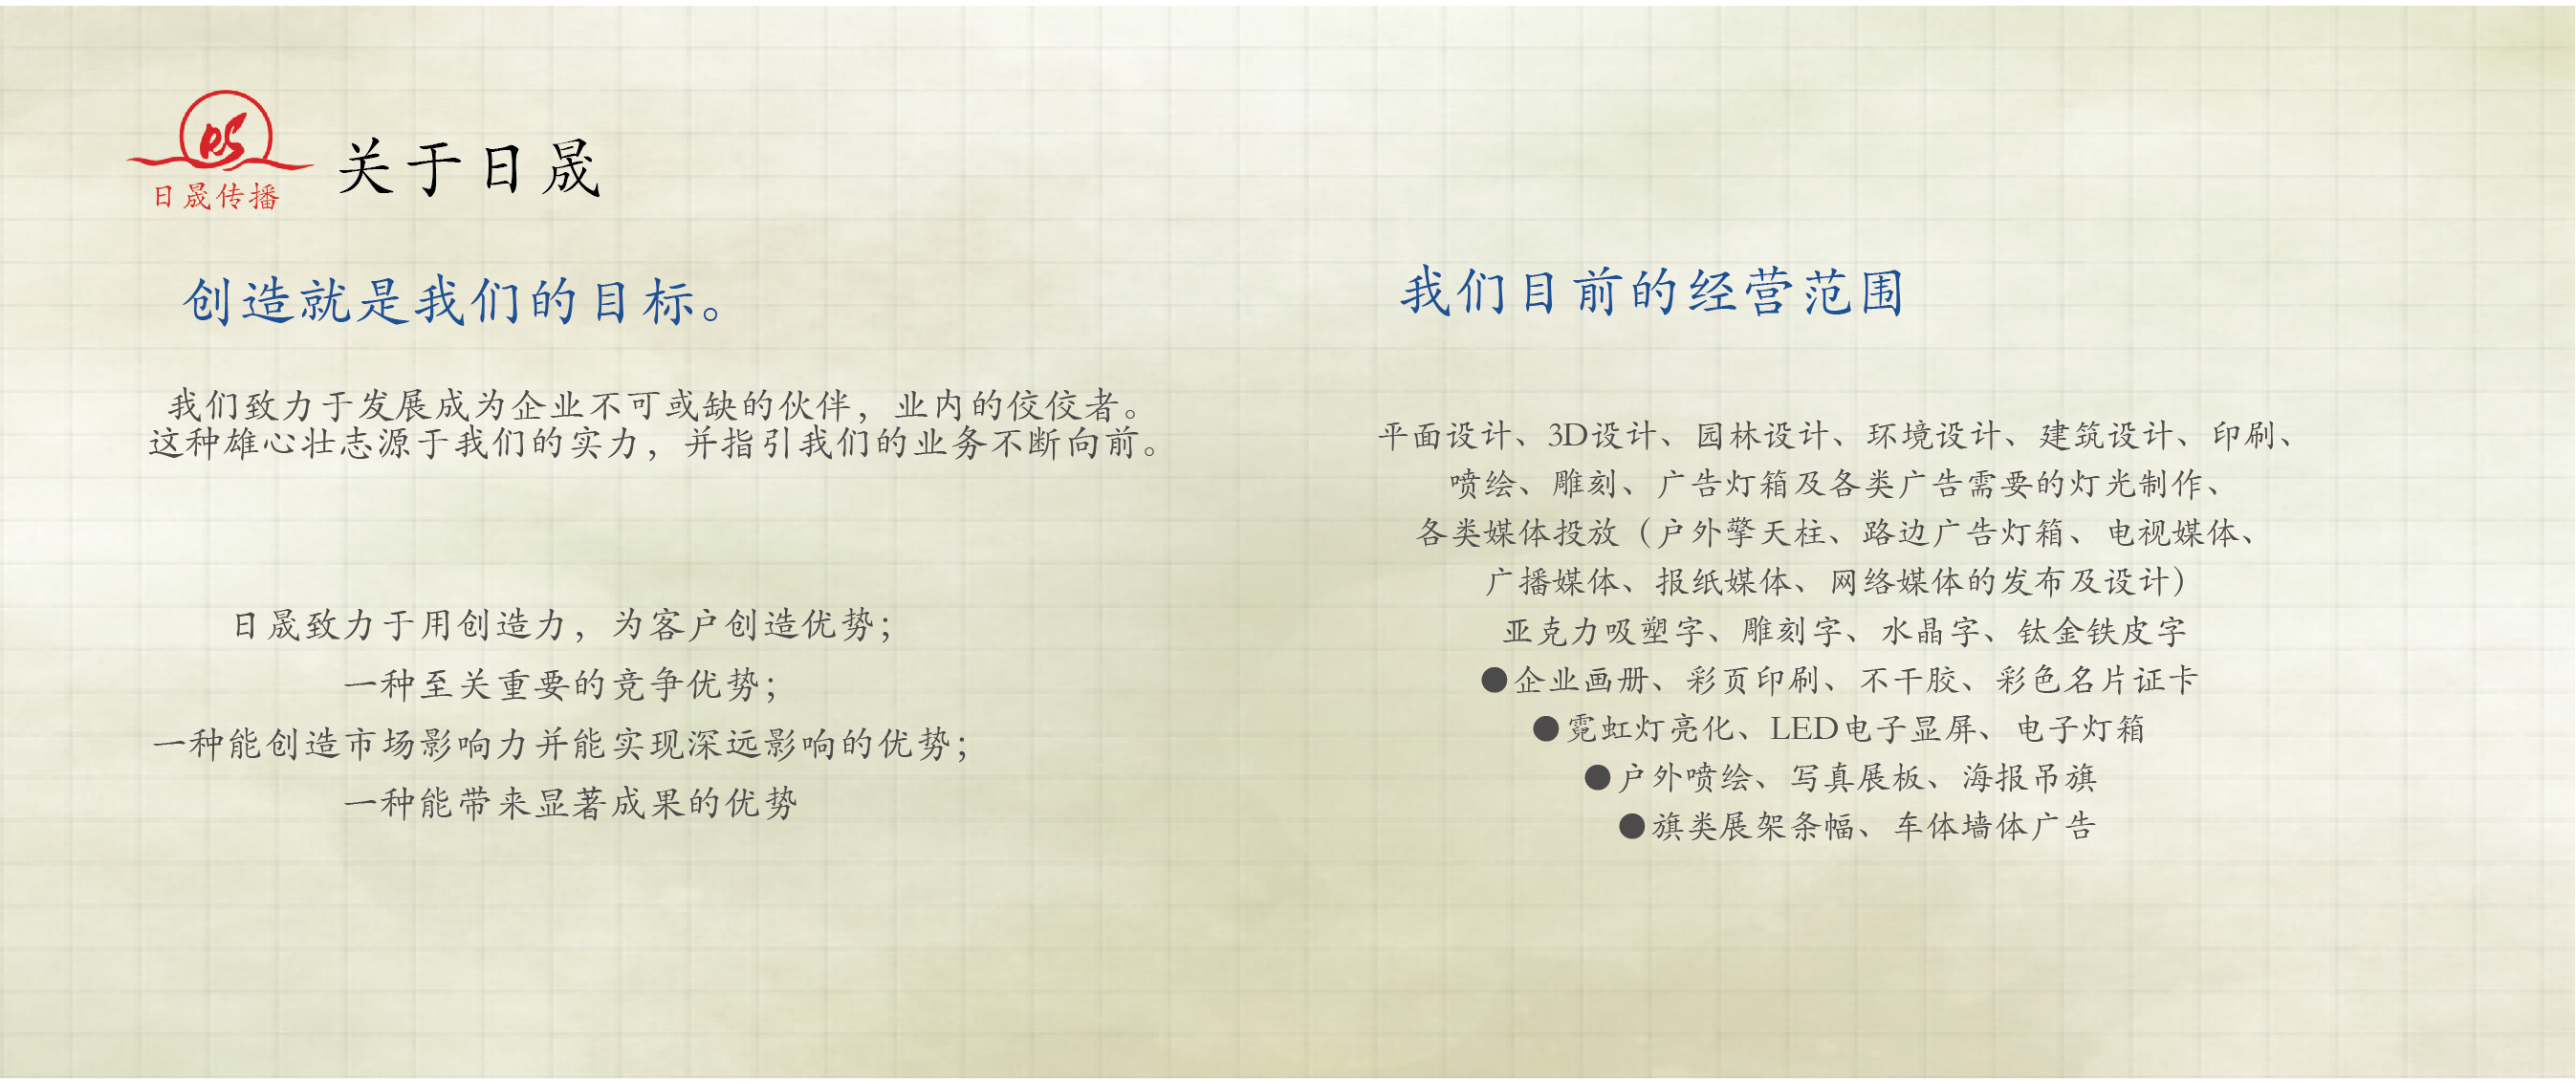 RS
日晟传播
关于日晟
创造就是我们的目标。
我们致力于发展成为企业不可或缺的伙伴，业内的佼佼者。
这种雄心壮志源于我们的实力，并指引我们的业务不断向前。
日晟致力于用创造力，为客户创造优势；
一种至关重要的竞争优势；
一种能创造市场影响力并能实现深远影响的优势；
一种能带来显著成果的优势
我们目前的经营范围
平面设计、3D设计、园林设计、环境设计、建筑设计、印刷、
喷绘、雕刻、广告灯箱及各类广告需要的灯光制作、
各类媒体投放（户外擎天柱、路边广告灯箱、电视媒体、
广播媒体、报纸媒体、网络媒体的发布及设计）
亚克力吸塑字、雕刻字、水晶字、钛金铁皮字
●企业画册、彩页印刷、不干胶、彩色名片证卡
●霓虹灯亮化、LED电子显屏、电子灯箱
●户外喷绘、写真展板、海报吊旗
●旗类展架条幅、车体墙体广告